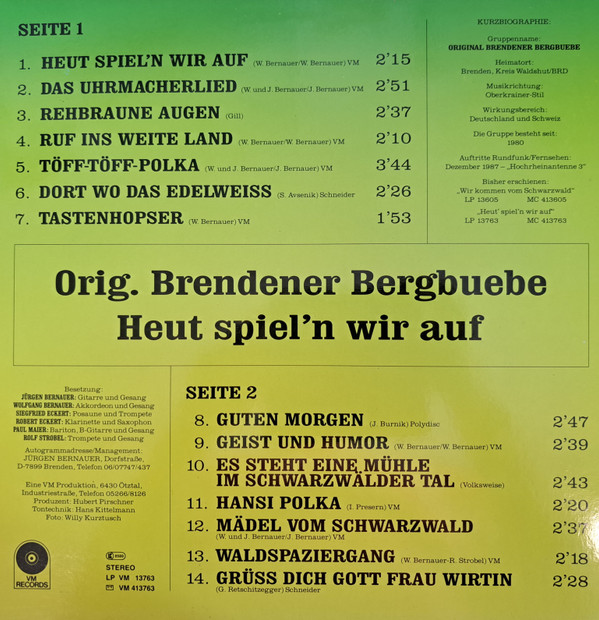 SEITE 1
1. HEUT SPIEL'N WIR AUF (W. Bernauer/W. Bernauer) VM 2'15
2. DAS UHRMACHERLIED (W. und J. Bernauer/J. Bernauer) VM 2'51
3. REHBRAUNE AUGEN (Gill) 2'37
4. RUF INS WEITE LAND (W. Bernauer/W. Bernauer) VM 2'10
5. TÖFF-TÖFF-POLKA (W. und J. Bernauer/J. Bernauer) VM 3'44
6. DORT WO DAS EDELWEISS (S. Avsenik) Schneider 2'26
7. TASTENHOPSER (W. Bernauer) VM 1'53
KURZBIOGRAPHIE:
Gruppenname:
ORIGINAL BRENDENER BERGBUEBE
Heimatort:
Brenden, Kreis Waldshut/BRD
Musikrichtung:
Oberkrainer-Stil
Wirkungsbereich:
Deutschland und Schweiz
Die Gruppe besteht seit:
1980
Auftritte Rundfunk/Fernsehen:
Dezember 1987 – „Hochrheinantenne 3"
Bisher erschienen:
„Wir kommen vom Schwarzwald"
LP 13605 MC 413605
„Heut' spiel'n wir auf"
LP 13763 MC 413763
Orig. Brendener Bergbuebe
Heut spiel'n wir auf
Besetzung:
JÜRGEN BERNAUER: Gitarre und Gesang
WOLFGANG BERNAUER: Akkordeon und Gesang
SIEGFRIED ECKERT: Posaune und Trompete
ROBERT ECKERT: Klarinette und Saxophon
PAUL MAIER: Bariton, B-Gitarre und Gesang
ROLF STROBEL: Trompete und Gesang
Autogrammadresse/Management:
JÜRGEN BERNAUER, Dorfstraße,
D-7899 Brenden, Telefon 06/07747/437
Eine VM Produktion, 6430 Ötztal,
Industriestraße, Telefon 05266/8126
Produzent: Hubert Pirschner
Tontechnik: Hans Kittelmann
Foto: Willy Kurztusch
VM
RECORDS
STEREO
LP VM 13763
VM 413763
SEITE 2
8. GUTEN MORGEN (J. Burnik) Polydisc 2'47
9. GEIST UND HUMOR (W. Bernauer/W. Bernauer) VM 2'39
10. ES STEHT EINE MÜHLE
IM SCHWARZWÄLDER TAL (Volksweise) 2'43
11. HANSI POLKA (I. Presern) VM 2'20
12. MÄDEL VOM SCHWARZWALD 2'37
(W. und J. Bernauer/J. Bernauer) VM
13. WALDSPAZIERGANG (W. Bernauer-R. Strobel) VM 2'18
14. GRÜSS DICH GOTT FRAU WIRTIN 2'28
(G. Retschitzegger) Schneider